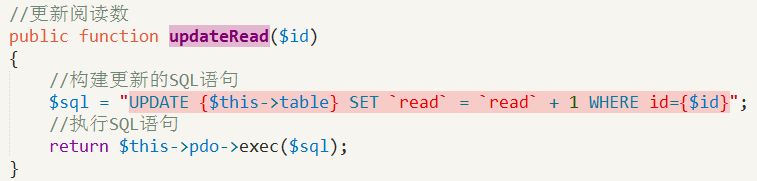 //更新阅读数
public function updateRead($id)
{
//构建更新的SQL语句
$sql = "UPDATE {$this->table} SET `read` = `read` + 1 WHERE id={$id}";
//执行SQL语句
return $this->pdo->exec($sql);
}